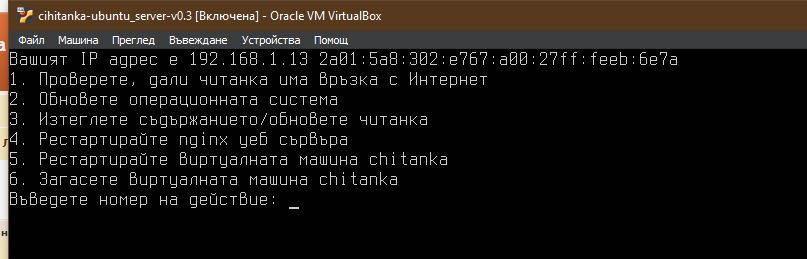 cihitanka-ubuntu_server-v0.3 [Включена] - Oracle VM VirtualBox
Файл Машина Преглед Въвеждане Устройства Помощ
Вашият IP адрес е 192.168.1.13 2a01:5a8:302:e767:a00:27ff:feeb:6e7a
1. Проверете, дали читанка има връзка с Интернет
2. Обновете операционната система
3. Изтеглете съдържанието/обновете читанка
4. Рестартирайте nginx уеб сървъра
5. Рестартирайте виртуалната машина chitanka
6. Загасете виртуалната машина chitanka
Въведете номер на действие: _